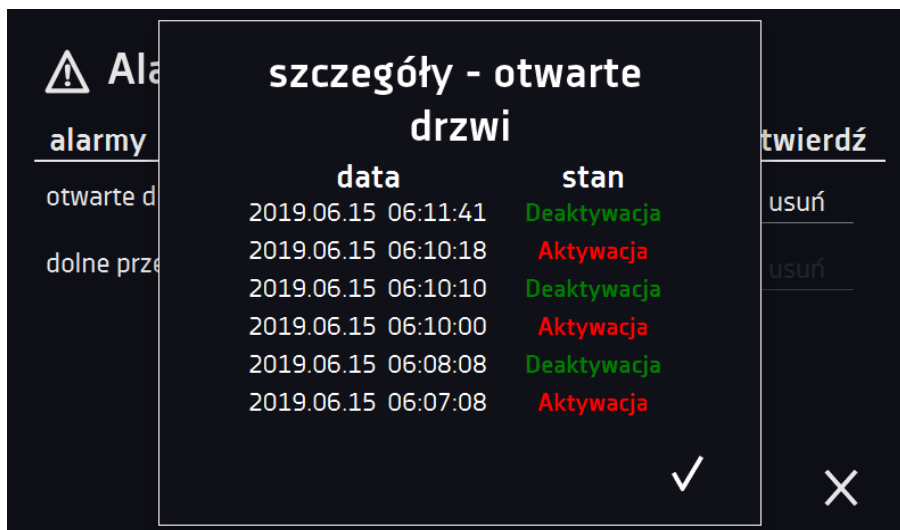 szczegóły - otwarte
drzwi
alarmy
twierdź
data stan
otwarte
usuń
2019.06.15 06:11:41 Deaktywacja
2019.06.15 06:10:18 Aktywacja
dolne
usuń
2019.06.15 06:10:10 Deaktywacja
2019.06.15 06:10:00 Aktywacja
2019.06.15 06:08:08 Deaktywacja
2019.06.15 06:07:08 Aktywacja